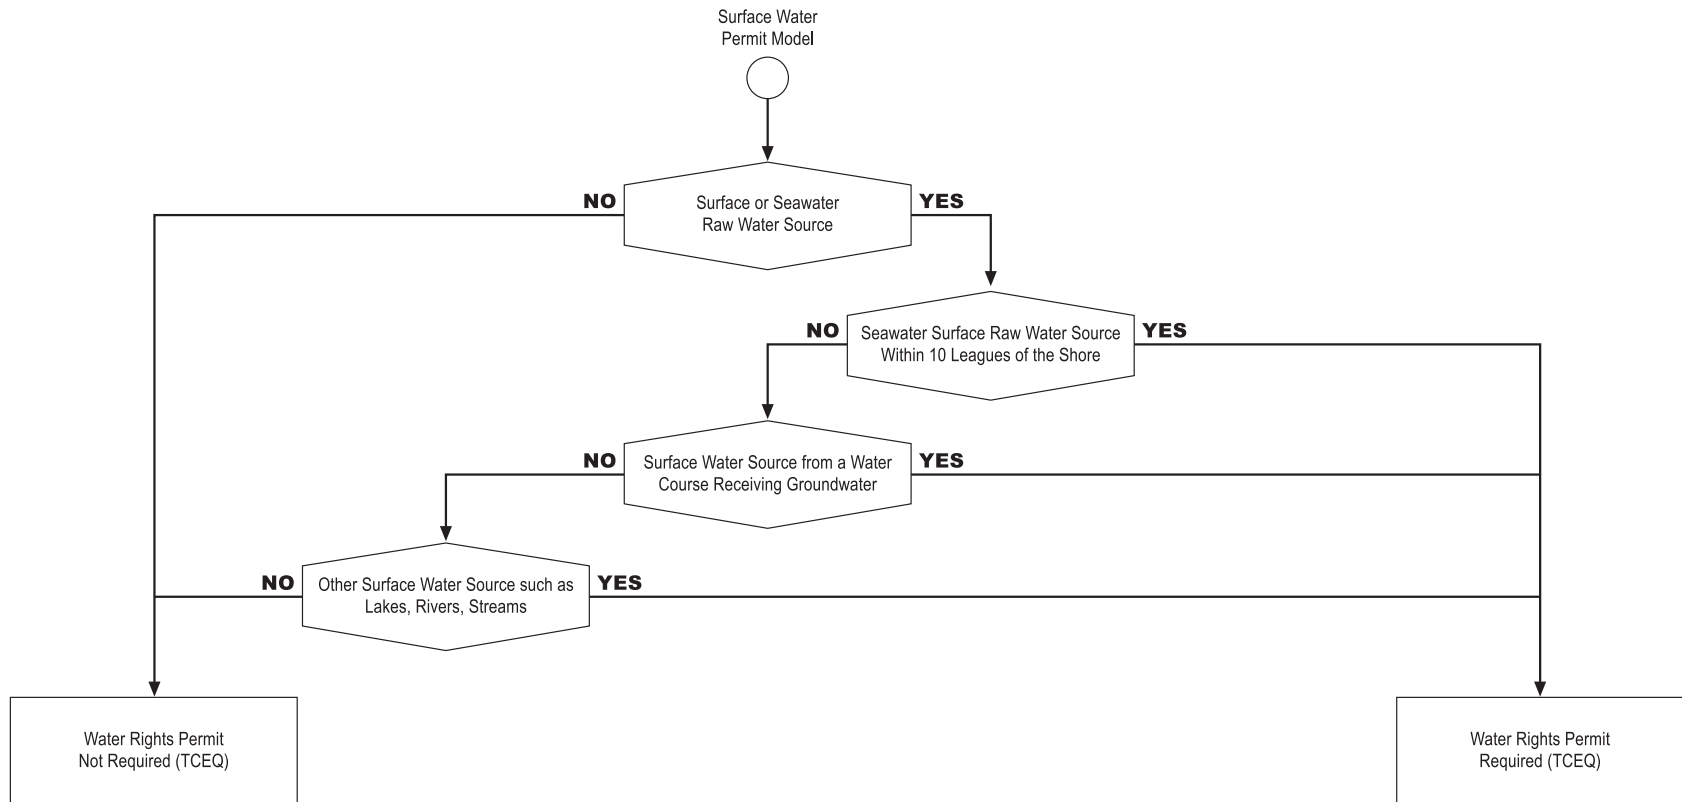 Surface Water
Permit Model
NO
YES
Surface or Seawater
Raw Water Source
NO
YES
Seawater Surface Raw Water Source
Within 10 Leagues of the Shore
NO
YES
Surface Water Source from a Water
Course Receiving Groundwater
NO
YES
Other Surface Water Source such as
Lakes, Rivers, Streams
Water Rights Permit
Not Required (TCEQ)
Water Rights Permit
Required (TCEQ)